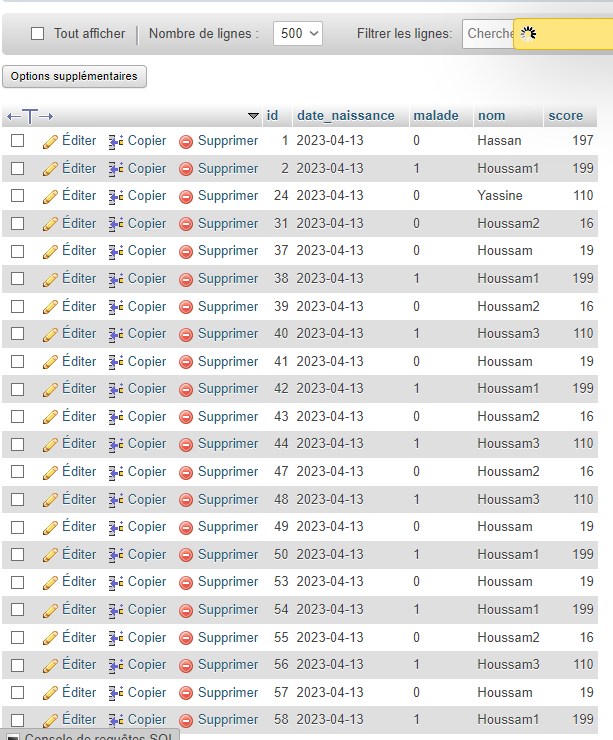 Tout afficher Nombre de lignes : 500 Filtrer les lignes: Cherche
Options supplémentaires
id date_naissance malade nom score
Éditer Copier Supprimer 1 2023-04-13 0 Hassan 197
Éditer Copier Supprimer 2 2023-04-13 1 Houssam1 199
Éditer Copier Supprimer 24 2023-04-13 0 Yassine 110
Éditer Copier Supprimer 31 2023-04-13 0 Houssam2 16
Éditer Copier Supprimer 37 2023-04-13 0 Houssam 19
Éditer Copier Supprimer 38 2023-04-13 1 Houssam1 199
Éditer Copier Supprimer 39 2023-04-13 0 Houssam2 16
Éditer Copier Supprimer 40 2023-04-13 1 Houssam3 110
Éditer Copier Supprimer 41 2023-04-13 0 Houssam 19
Éditer Copier Supprimer 42 2023-04-13 1 Houssam1 199
Éditer Copier Supprimer 43 2023-04-13 0 Houssam2 16
Éditer Copier Supprimer 44 2023-04-13 1 Houssam3 110
Éditer Copier Supprimer 47 2023-04-13 0 Houssam2 16
Éditer Copier Supprimer 48 2023-04-13 1 Houssam3 110
Éditer Copier Supprimer 49 2023-04-13 0 Houssam 19
Éditer Copier Supprimer 50 2023-04-13 1 Houssam1 199
Éditer Copier Supprimer 53 2023-04-13 0 Houssam 19
Éditer Copier Supprimer 54 2023-04-13 1 Houssam1 199
Éditer Copier Supprimer 55 2023-04-13 0 Houssam2 16
Éditer Copier Supprimer 56 2023-04-13 1 Houssam3 110
Éditer Copier Supprimer 57 2023-04-13 0 Houssam 19
Éditer Copier Supprimer 58 2023-04-13 1 Houssam1 199
Console de requêtes SQL